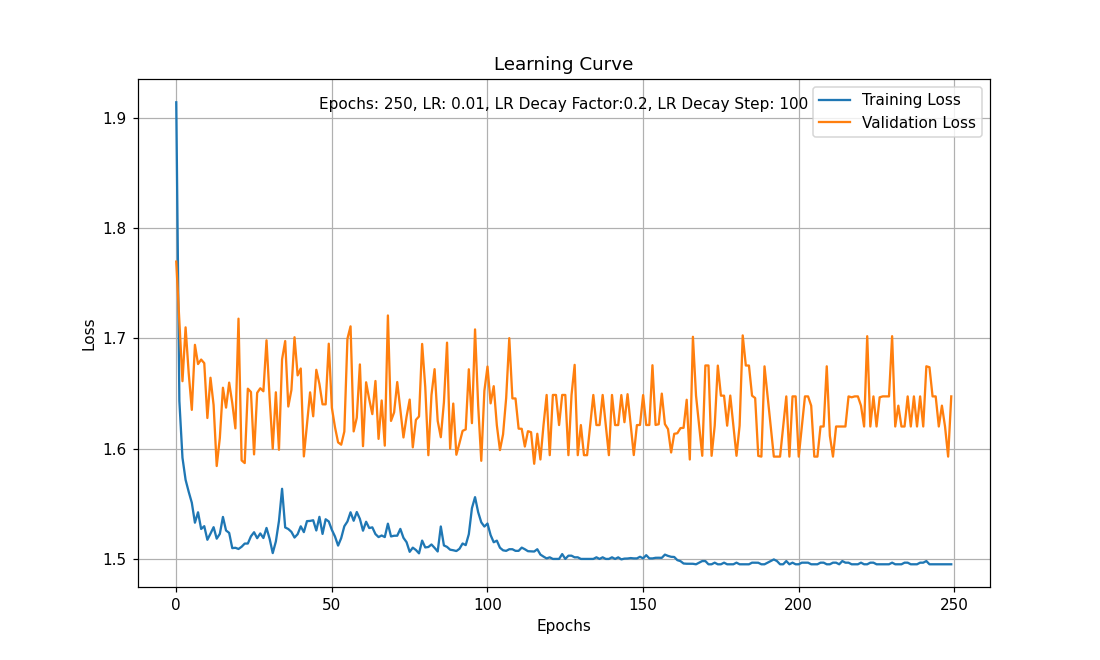 Learning Curve
Epochs: 250, LR: 0.01, LR Decay Factor:0.2, LR Decay Step: 100
Training Loss
Validation Loss
Loss
1.9
1.8
1.7
1.6
1.5
0
50
100
150
200
250
Epochs